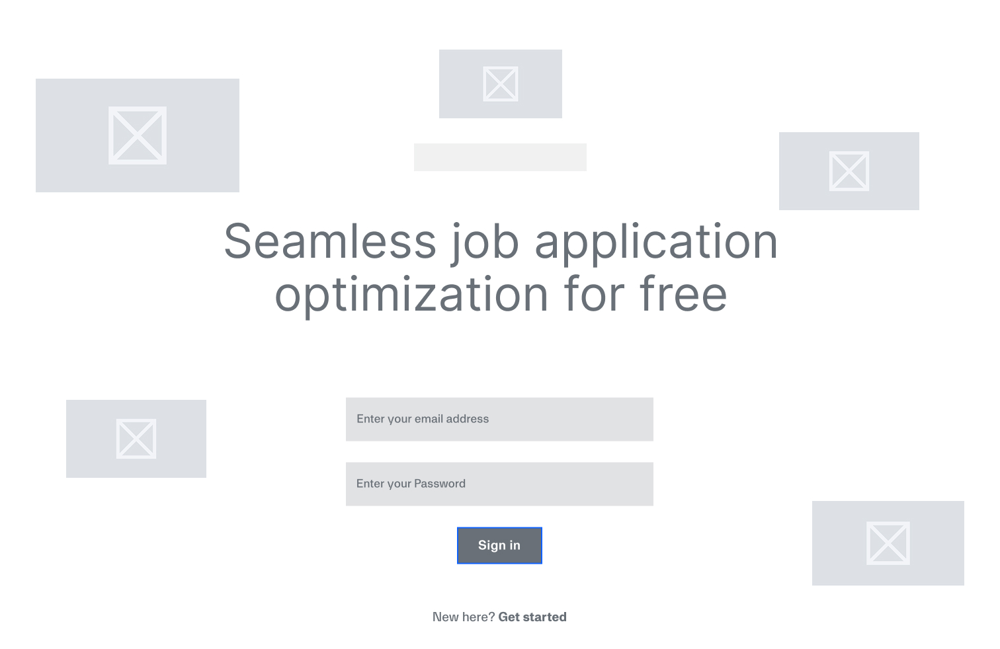 Seamless job application
optimization for free
Enter your email address
Enter your Password
Sign in
New here? Get started